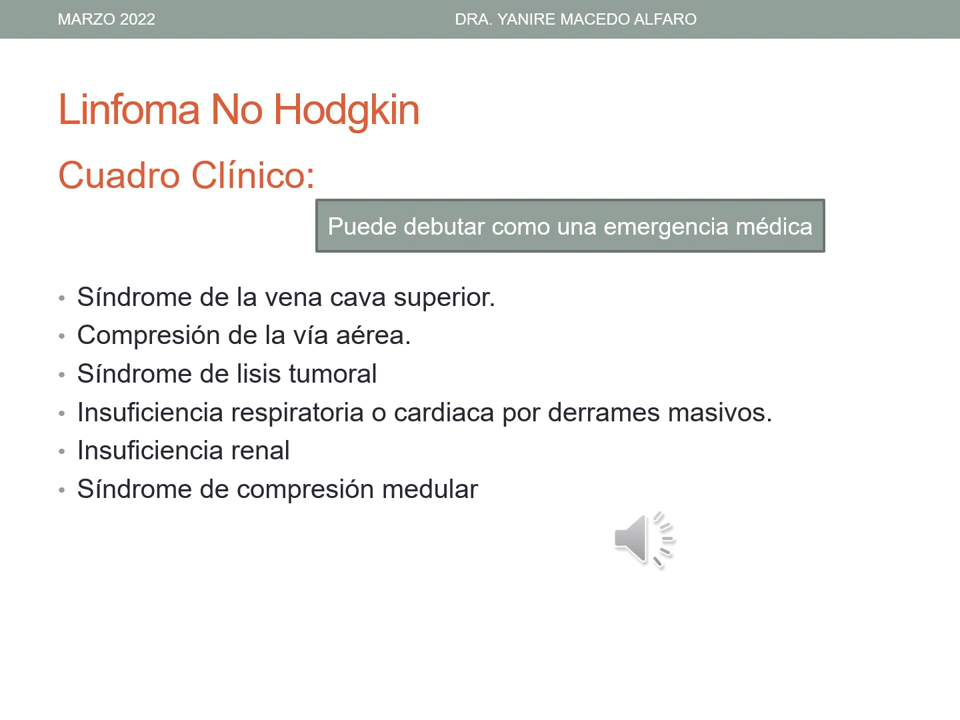 MARZO 2022
DRA. YANIRE MACEDO ALFARO
Linfoma No Hodgkin
Cuadro Clínico:
Puede debutar como una emergencia médica
• Síndrome de la vena cava superior.
• Compresión de la vía aérea.
• Síndrome de lisis tumoral
• Insuficiencia respiratoria o cardiaca por derrames masivos.
• Insuficiencia renal
• Síndrome de compresión medular